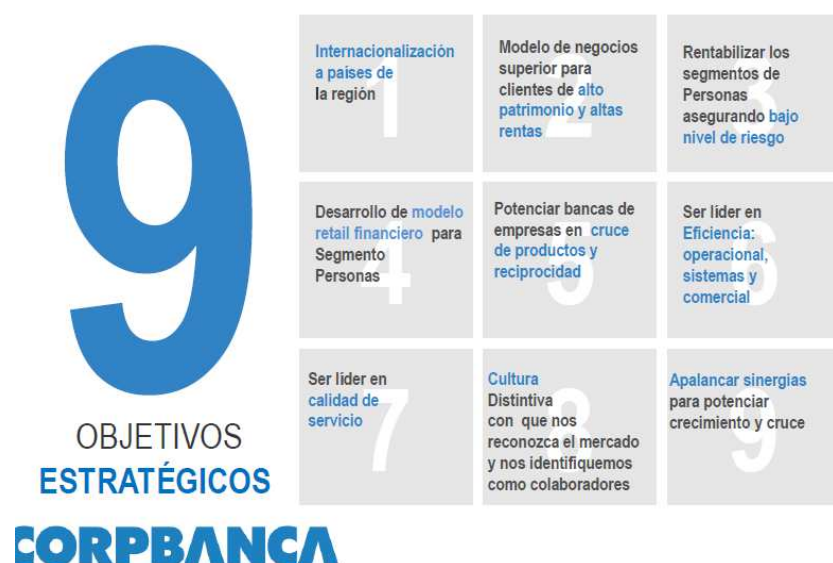 9
OBJETIVOS
ESTRATÉGICOS
CORPBANCA
1
Internacionalización
a países de
la región
2
Modelo de negocios
superior para
clientes de alto
patrimonio y altas
rentas
3
Rentabilizar los
segmentos de
Personas
asegurando bajo
nivel de riesgo
4
Desarrollo de modelo
retail financiero para
Segmento
Personas
5
Potenciar bancas de
empresas en cruce
de productos y
reciprocidad
6
Ser líder en
Eficiencia:
operacional,
sistemas y
comercial
7
Ser líder en
calidad de
servicio
8
Cultura
Distintiva
con que nos
reconozca el mercado
y nos identifiquemos
como colaboradores
9
Apalancar sinergias
para potenciar
crecimiento y cruce